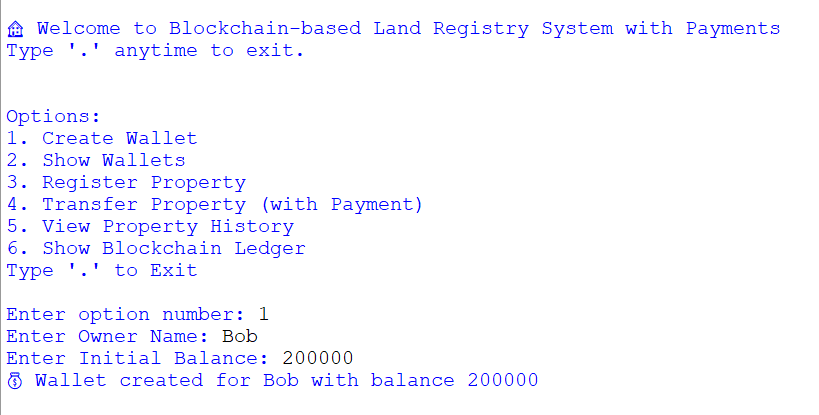 🏠 Welcome to Blockchain-based Land Registry System with Payments
Type '.' anytime to exit.
Options:
1. Create Wallet
2. Show Wallets
3. Register Property
4. Transfer Property (with Payment)
5. View Property History
6. Show Blockchain Ledger
Type '.' to Exit
Enter option number: 1
Enter Owner Name: Bob
Enter Initial Balance: 200000
💰 Wallet created for Bob with balance 200000